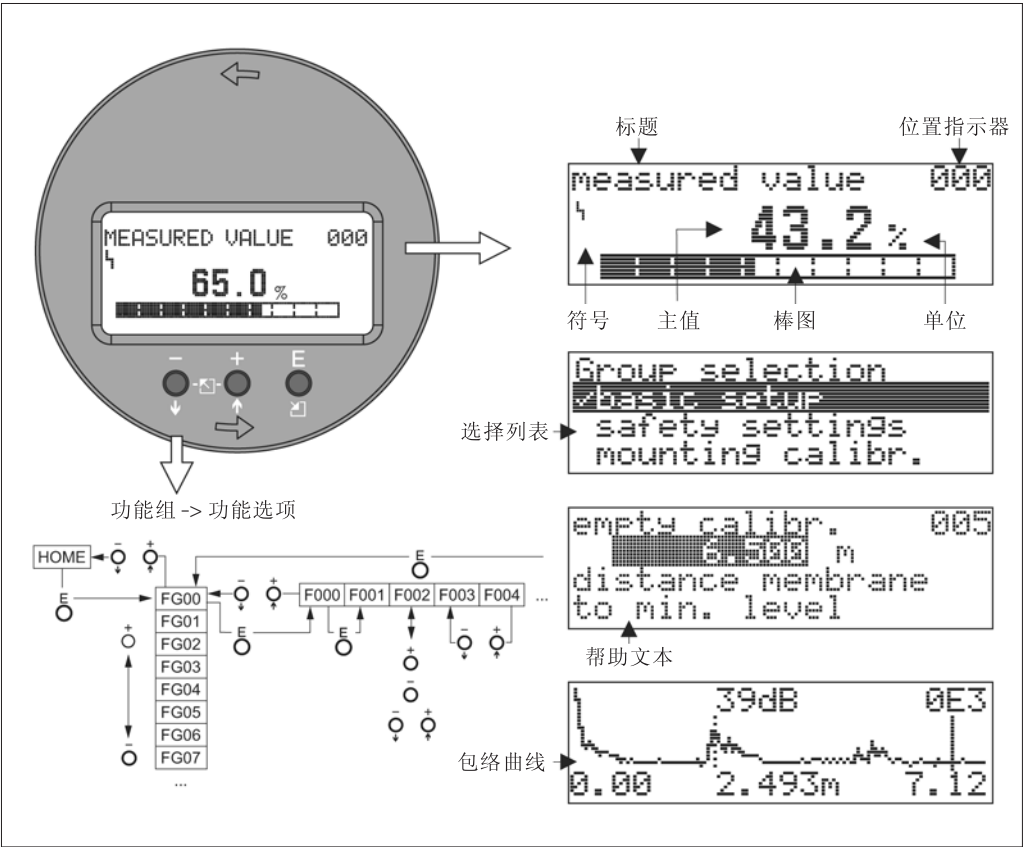 MEASURED VALUE 000
65.0 %
- + E
功能组 -> 功能选项
标题 位置指示器
measured value 000
43.2 %
符号 主值 棒图 单位
Group selection
✓basic setup
safety settings
mounting calibr.
选择列表
empty calibr. 005
6.500 m
distance membrane
to min. level
帮助文本
39dB 0E3
包络曲线
0.00 2.493m 7.12
HOME - + E
E
FG00 - + F000 F001 F002 F003 F004 ...
FG01 E E - +
+ FG02 +
FG03 -
FG04 - +
FG05
FG06
- FG07
...